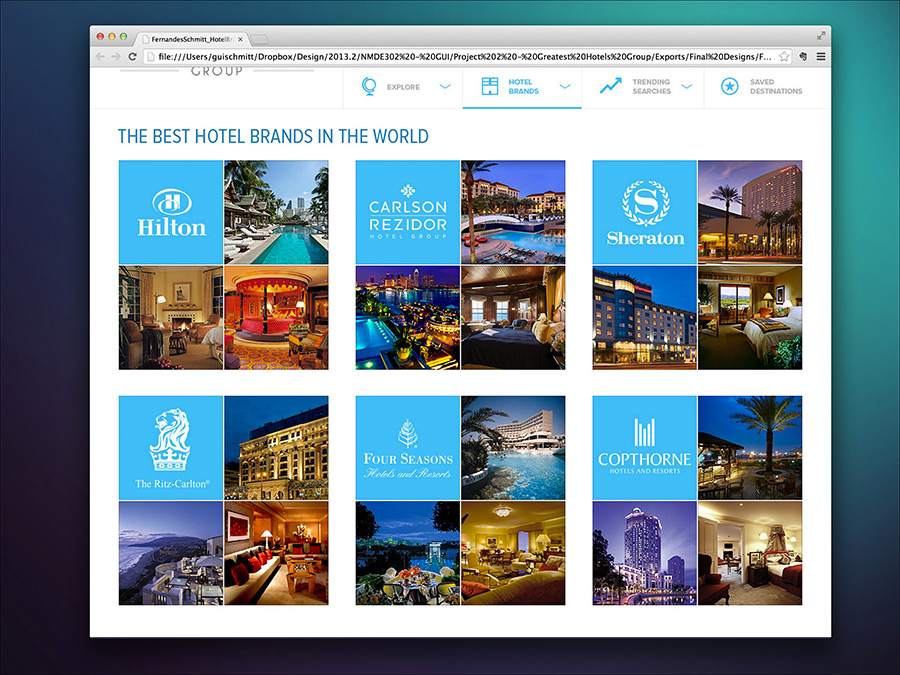 FernandesSchmitt_HotelBr
file:///Users/guischmitt/Dropbox/Design/2013.2/NMDE302%20-%20GUI/Project%202%20-%20Greatest%20Hotels%20Group/Exports/Final%20Designs/F...
GROUP
EXPLORE
HOTEL
BRANDS
TRENDING
SEARCHES
SAVED
DESTINATIONS
THE BEST HOTEL BRANDS IN THE WORLD
H
Hilton
CARLSON
REZIDOR
HOTEL GROUP
S
Sheraton
The Ritz-Carlton®
FOUR SEASONS
Hotels and Resorts
COPTHORNE
HOTELS AND RESORTS